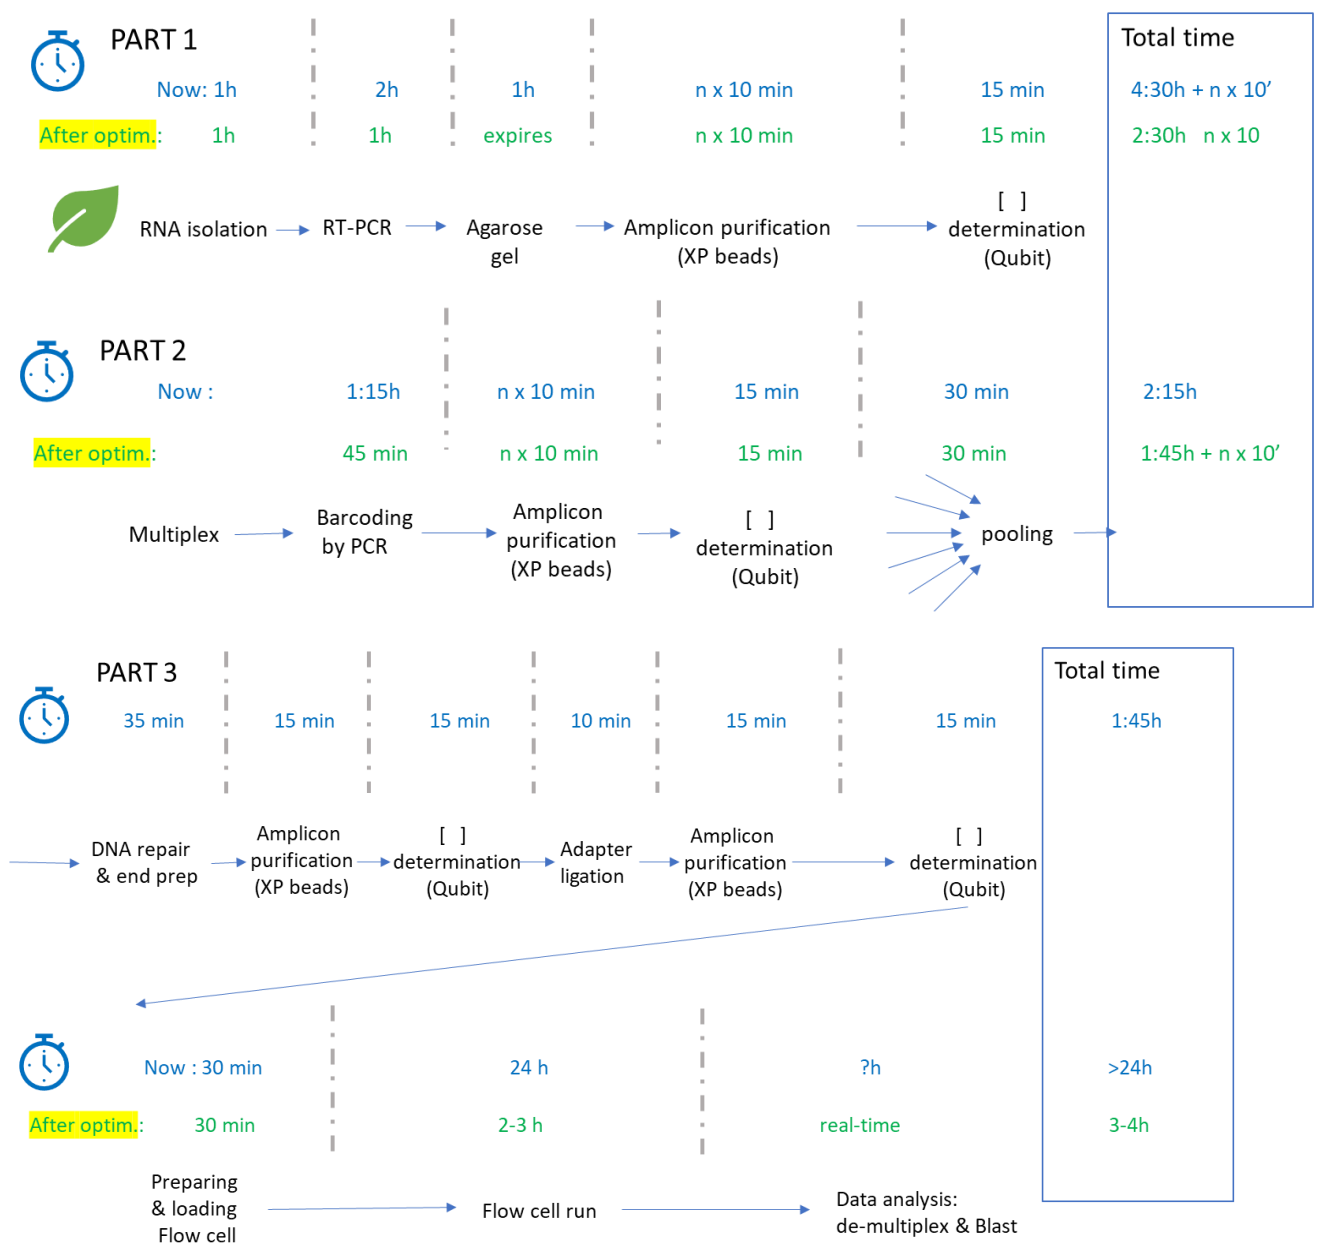 PART 1
Total time
Now: 1h 2h 1h n x 10 min 15 min 4:30h + n x 10’
After optim.: 1h 1h expires n x 10 min 15 min 2:30h n x 10
RNA isolation RT-PCR Agarose gel Amplicon purification (XP beads) [ ] determination (Qubit)
PART 2
Now : 1:15h n x 10 min 15 min 30 min 2:15h
After optim.: 45 min n x 10 min 15 min 30 min 1:45h + n x 10’
Multiplex Barcoding by PCR Amplicon purification (XP beads) [ ] determination (Qubit) pooling
PART 3
Total time
35 min 15 min 15 min 10 min 15 min 15 min 1:45h
DNA repair & end prep Amplicon purification (XP beads) [ ] determination (Qubit) Adapter ligation Amplicon purification (XP beads) [ ] determination (Qubit)
Now : 30 min 24 h ?h >24h
After optim.: 30 min 2-3 h real-time 3-4h
Preparing & loading Flow cell Flow cell run Data analysis: de-multiplex & Blast